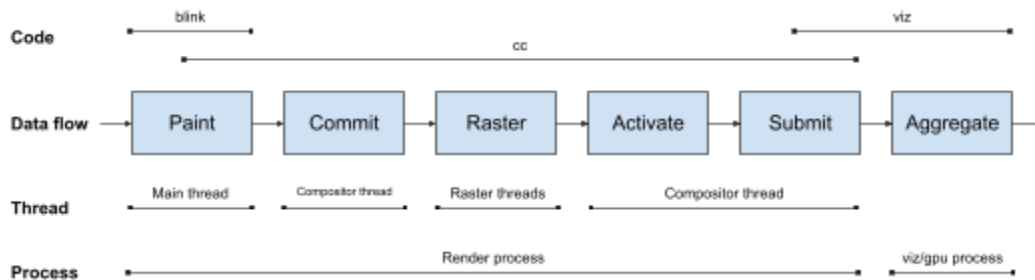 blink
viz
Code
cc
Data flow Paint Commit Raster Activate Submit Aggregate
Main thread Compositor thread Raster threads Compositor thread
Thread
Render process viz/gpu process
Process